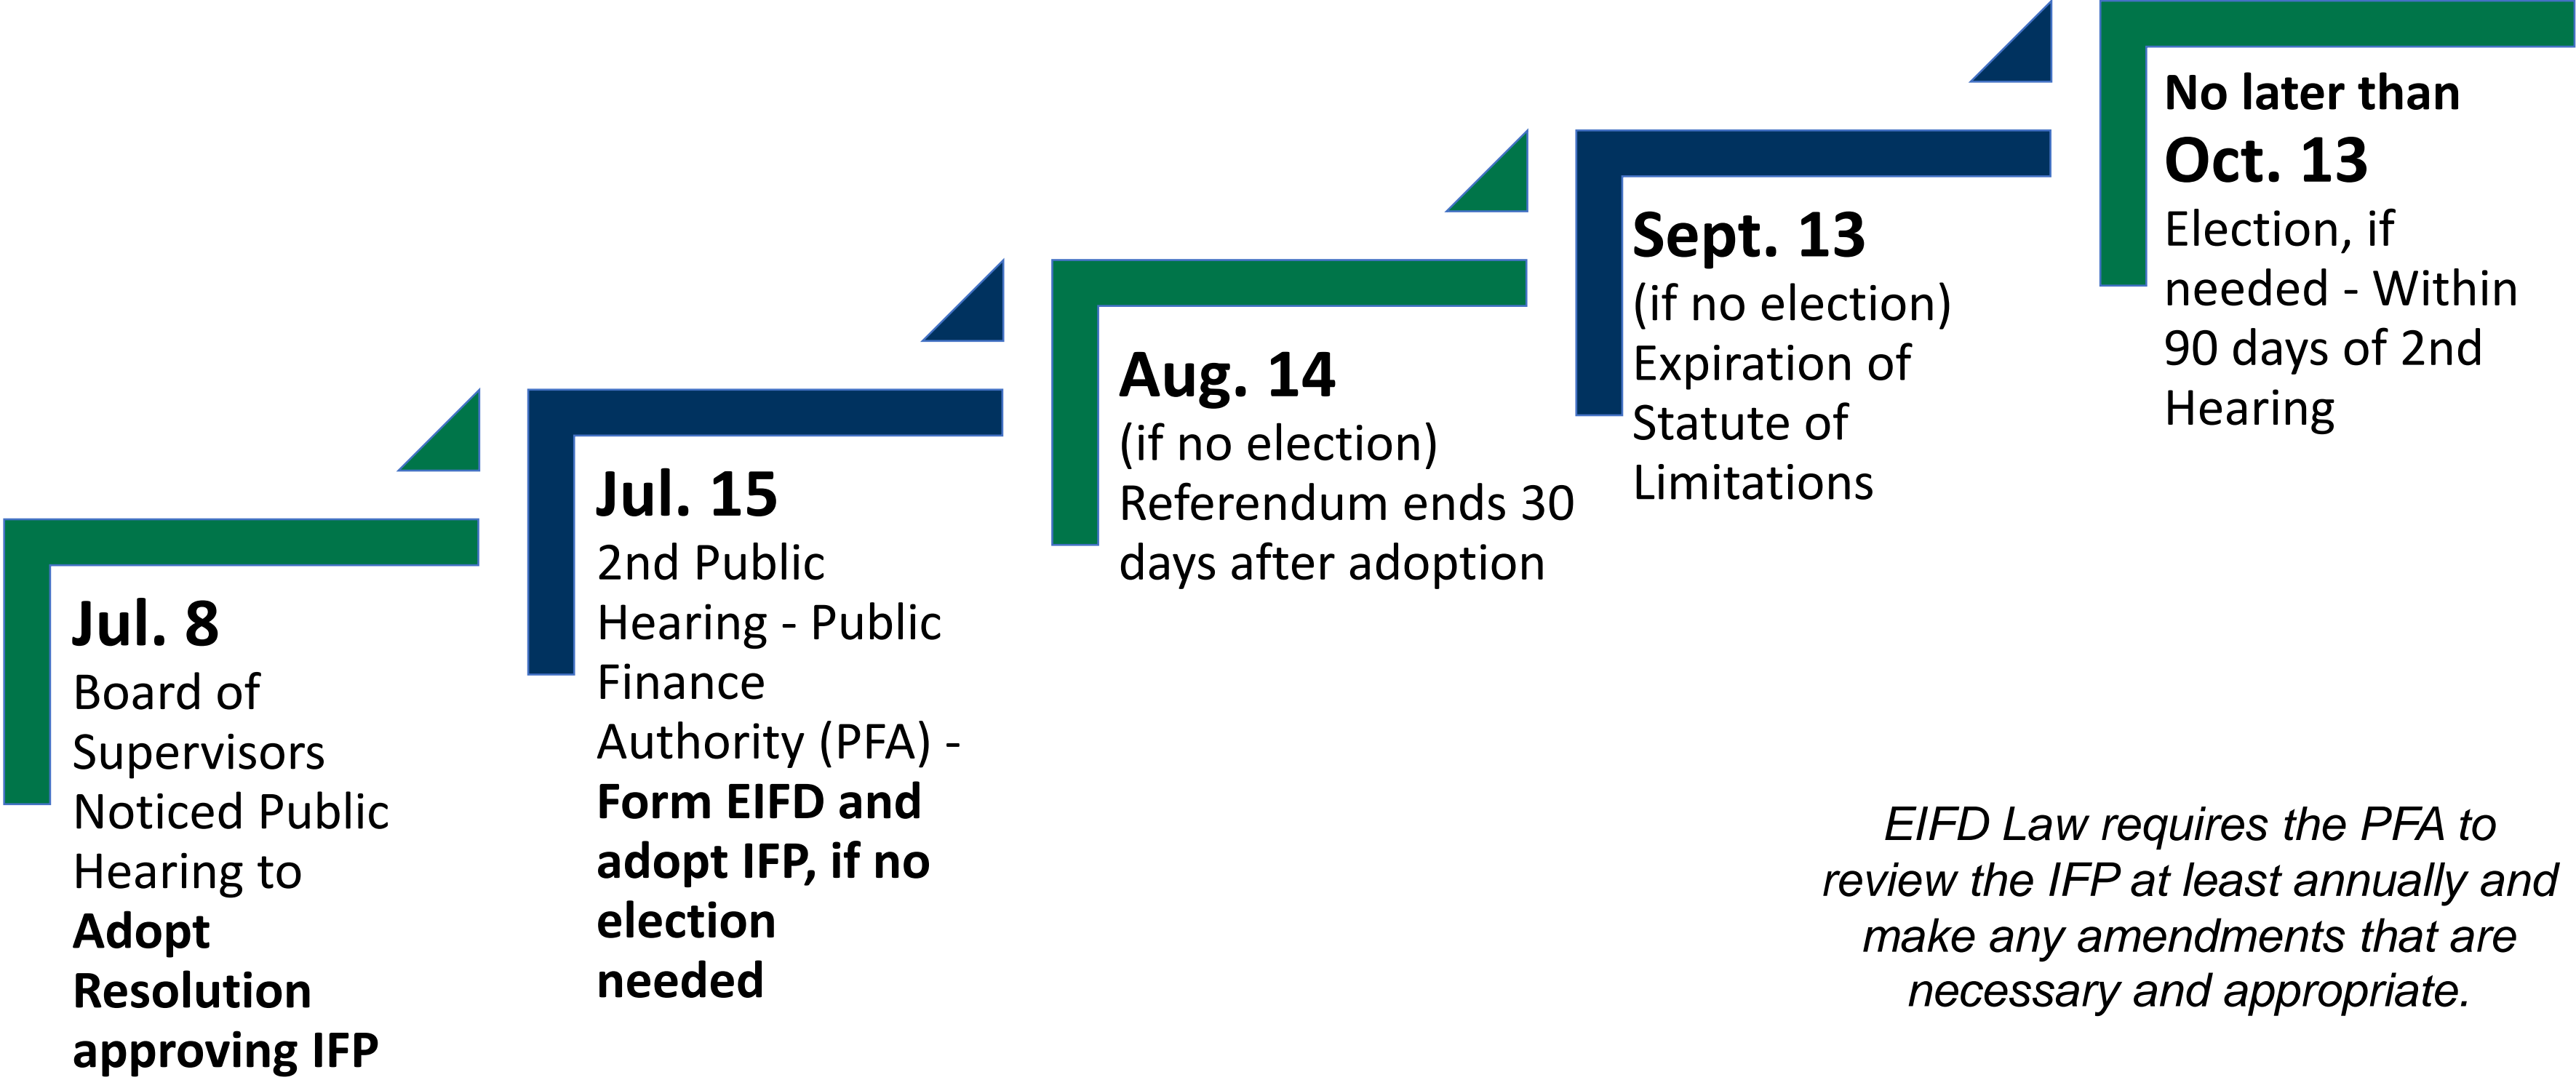 Jul. 8
Board of
Supervisors
Noticed Public
Hearing to
Adopt
Resolution
approving IFP
Jul. 15
2nd Public
Hearing - Public
Finance
Authority (PFA) -
Form EIFD and
adopt IFP, if no
election
needed
Aug. 14
(if no election)
Referendum ends 30
days after adoption
Sept. 13
(if no election)
Expiration of
Statute of
Limitations
No later than
Oct. 13
Election, if
needed - Within
90 days of 2nd
Hearing
EIFD Law requires the PFA to
review the IFP at least annually and
make any amendments that are
necessary and appropriate.